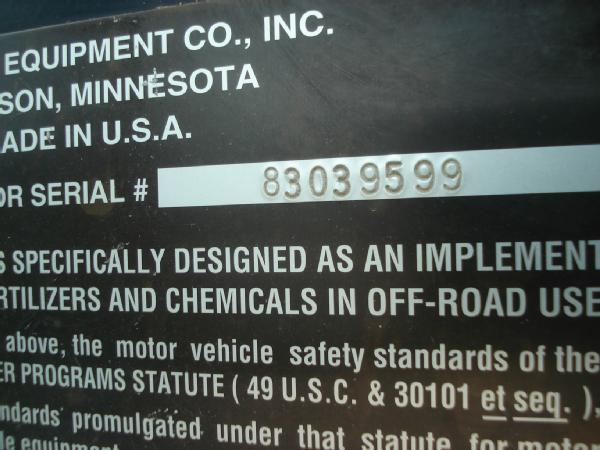 EQUIPMENT CO., INC.
SON, MINNESOTA
ADE IN U.S.A.
OR SERIAL # 83039599
S SPECIFICALLY DESIGNED AS AN IMPLEMENT
RTILIZERS AND CHEMICALS IN OFF-ROAD USE
above, the motor vehicle safety standards of the
ER PROGRAMS STATUTE ( 49 U.S.C. & 30101 et seq. ),
ndards promulgated under that statute for motor
le equipment